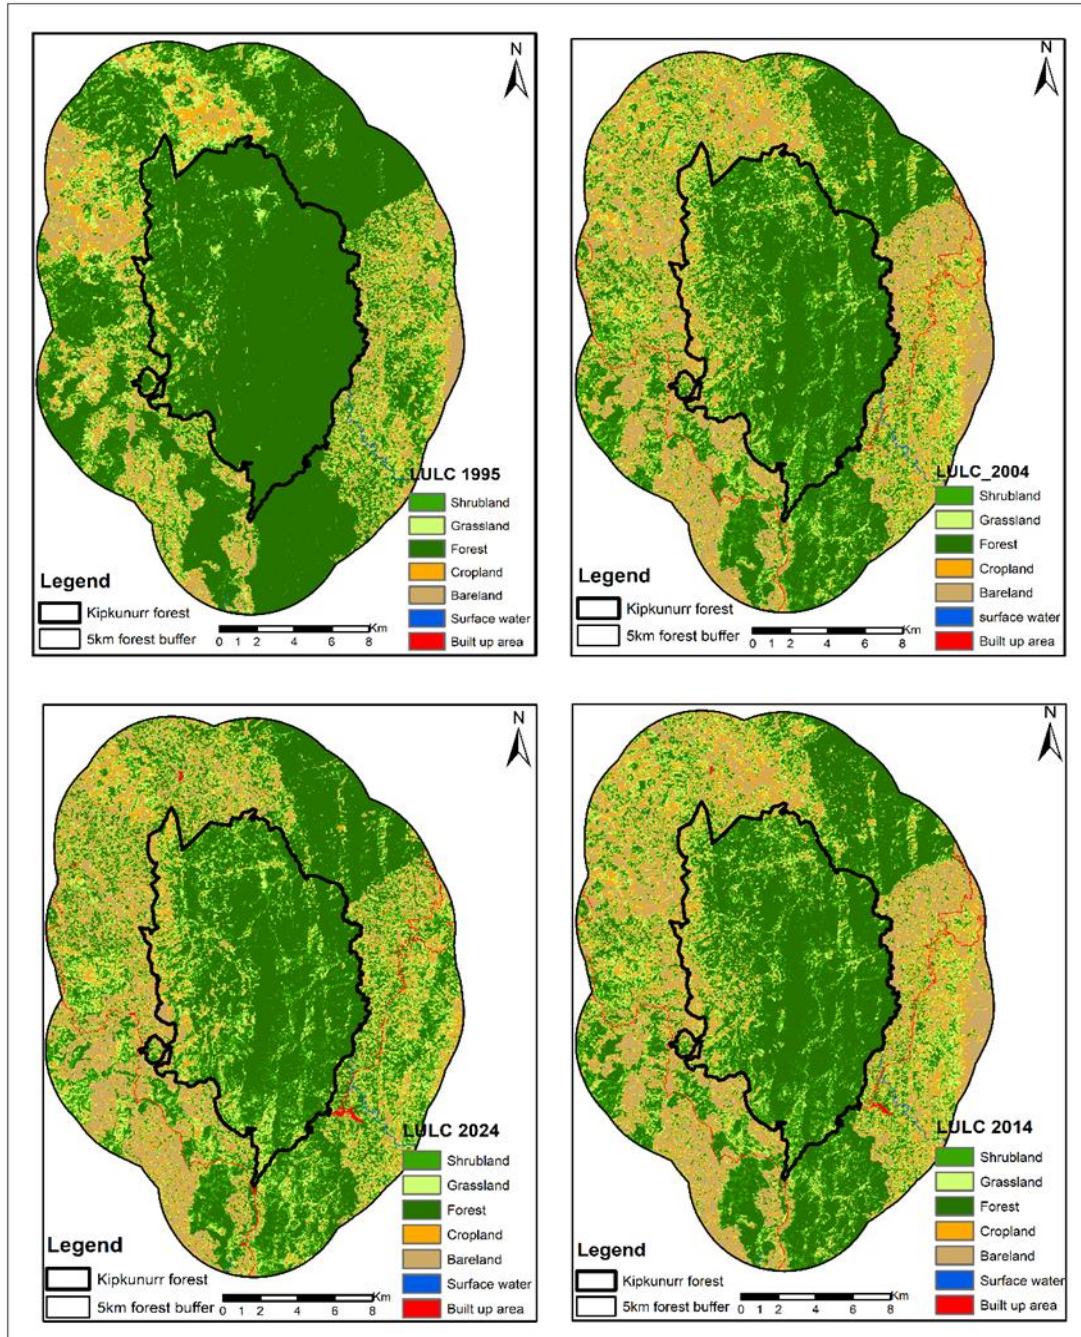 N
LULC 1995
Shrubland
Grassland
Forest
Cropland
Bareland
Surface water
Built up area
Legend
Kipkunurr forest
5km forest buffer
0 1 2 4 6 8 Km
N
LULC_2004
Shrubland
Grassland
Forest
Cropland
Bareland
surface water
Built up area
Legend
Kipkunurr forest
5km forest buffer
0 1 2 4 6 8 Km
N
LULC 2024
Shrubland
Grassland
Forest
Cropland
Bareland
Surface water
Built up area
Legend
Kipkunurr forest
5km forest buffer
0 1 2 4 6 8 Km
N
LULC 2014
Shrubland
Grassland
Forest
Cropland
Bareland
Surface water
Built up area
Legend
Kipkunurr forest
5km forest buffer
0 1 2 4 6 8 Km